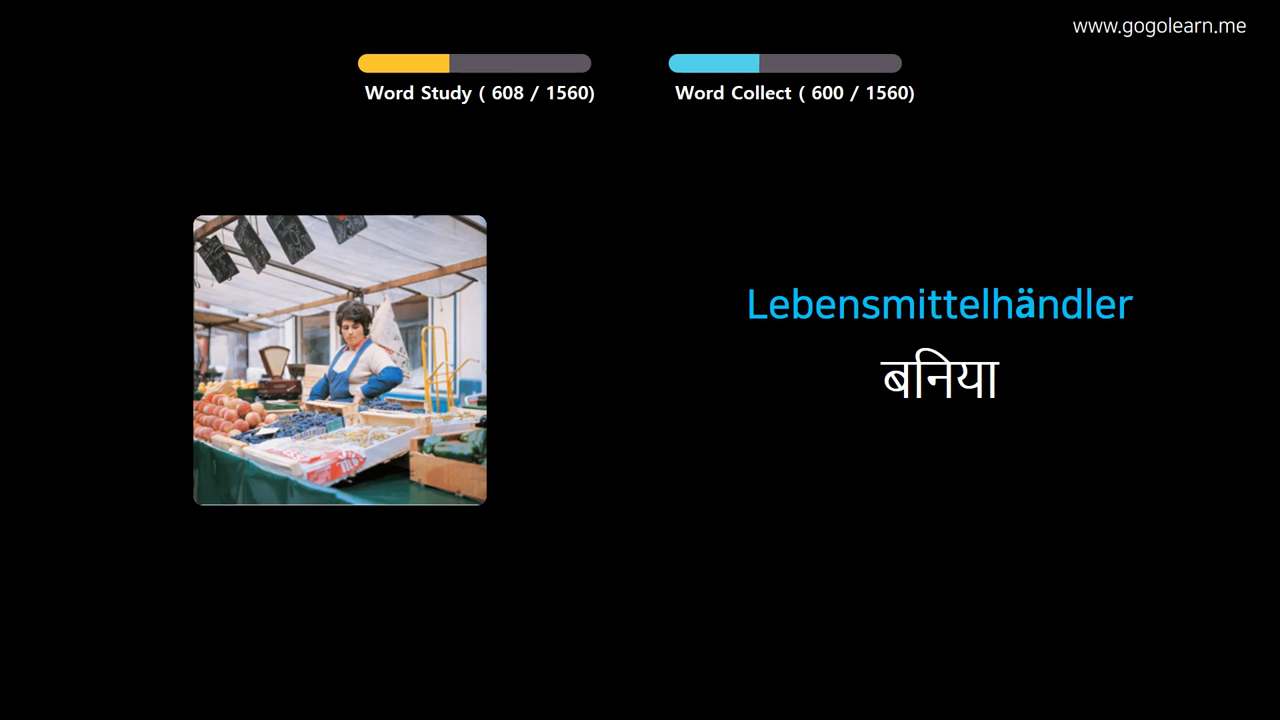 www.gogolearn.me
Word Study ( 608 / 1560)
Word Collect ( 600 / 1560)
Lebensmittelhändler
बनिया